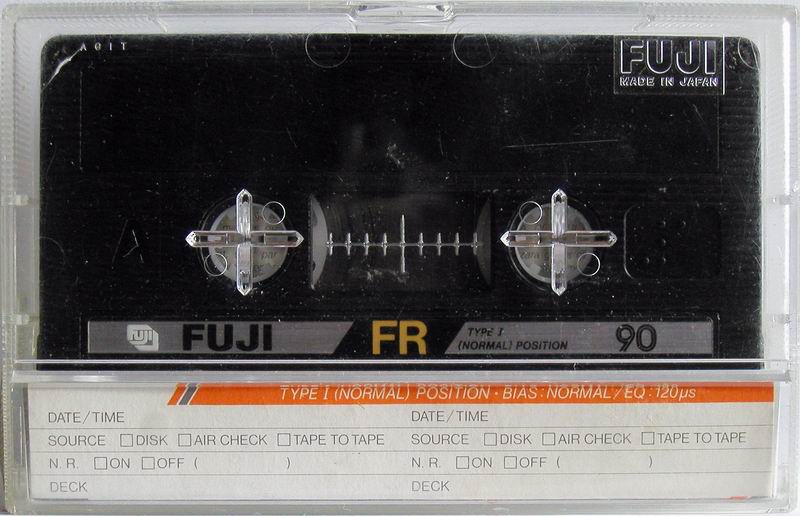 A01T
FUJI
MADE IN JAPAN
A
FUJI FUJI FR TYPE I 90
(NORMAL) POSITION
TYPE I (NORMAL) POSITION · BIAS : NORMAL / EQ : 120μs
DATE/TIME DATE/TIME
SOURCE □DISK □AIR CHECK □TAPE TO TAPE SOURCE □DISK □AIR CHECK □TAPE TO TAPE
N. R. □ON □OFF ( ) N. R. □ON □OFF ( )
DECK DECK